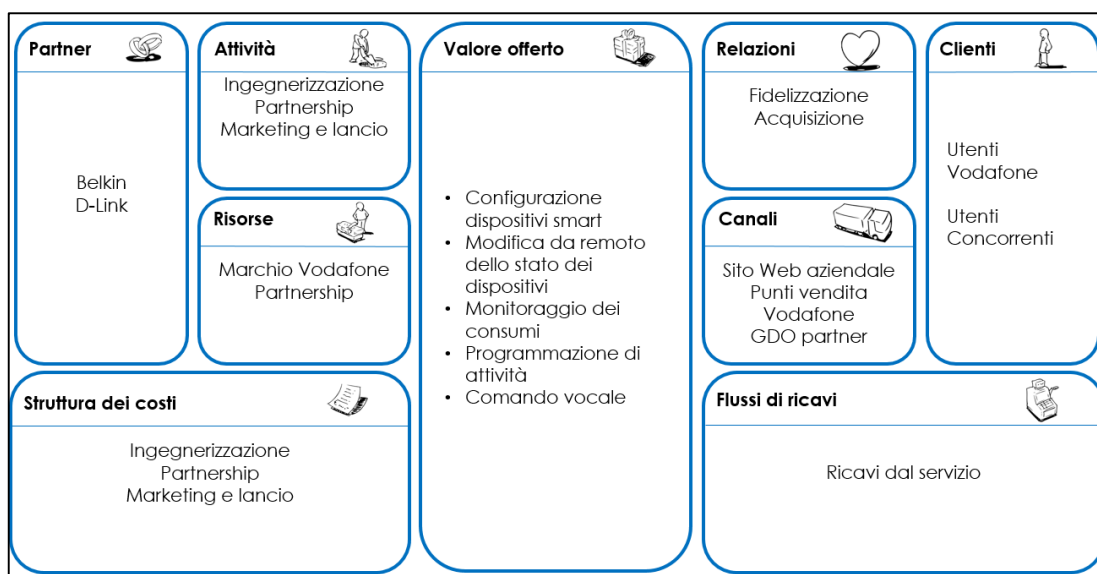 Partner
Belkin
D-Link
Attività
Ingegnerizzazione
Partnership
Marketing e lancio
Risorse
Marchio Vodafone
Partnership
Valore offerto
• Configurazione
dispositivi smart
• Modifica da remoto
dello stato dei
dispositivi
• Monitoraggio dei
consumi
• Programmazione di
attività
• Comando vocale
Relazioni
Fidelizzazione
Acquisizione
Canali
Sito Web aziendale
Punti vendita
Vodafone
GDO partner
Clienti
Utenti
Vodafone
Utenti
Concorrenti
Struttura dei costi
Ingegnerizzazione
Partnership
Marketing e lancio
Flussi di ricavi
Ricavi dal servizio